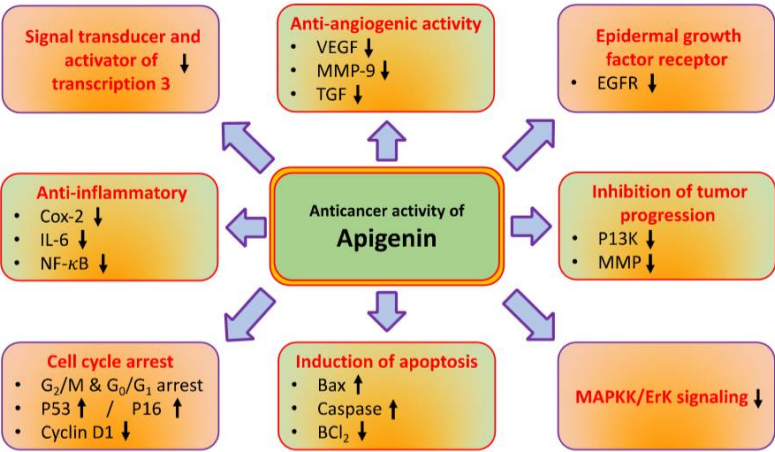 Signal transducer and
activator of
transcription 3 ↓
Anti-angiogenic activity
• VEGF ↓
• MMP-9 ↓
• TGF ↓
Epidermal growth
factor receptor
• EGFR ↓
Anti-inflammatory
• Cox-2 ↓
• IL-6 ↓
• NF-κB ↓
Anticancer activity of
Apigenin
Inhibition of tumor
progression
• P13K ↓
• MMP ↓
Cell cycle arrest
• G₂/M & G₀/G₁ arrest
• P53 ↑ / P16 ↑
• Cyclin D1 ↓
Induction of apoptosis
• Bax ↑
• Caspase ↑
• BCl₂ ↓
MAPKK/ErK signaling ↓